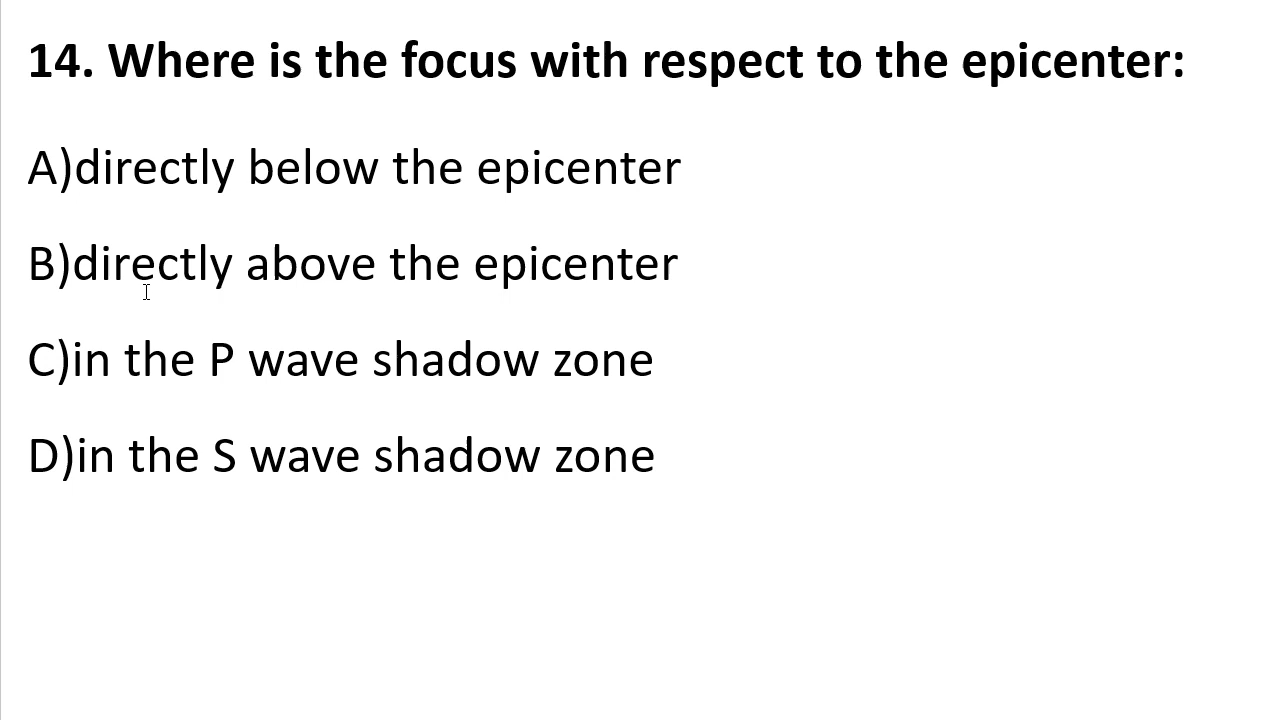 14. Where is the focus with respect to the epicenter:
A)directly below the epicenter
B)directly above the epicenter
C)in the P wave shadow zone
D)in the S wave shadow zone